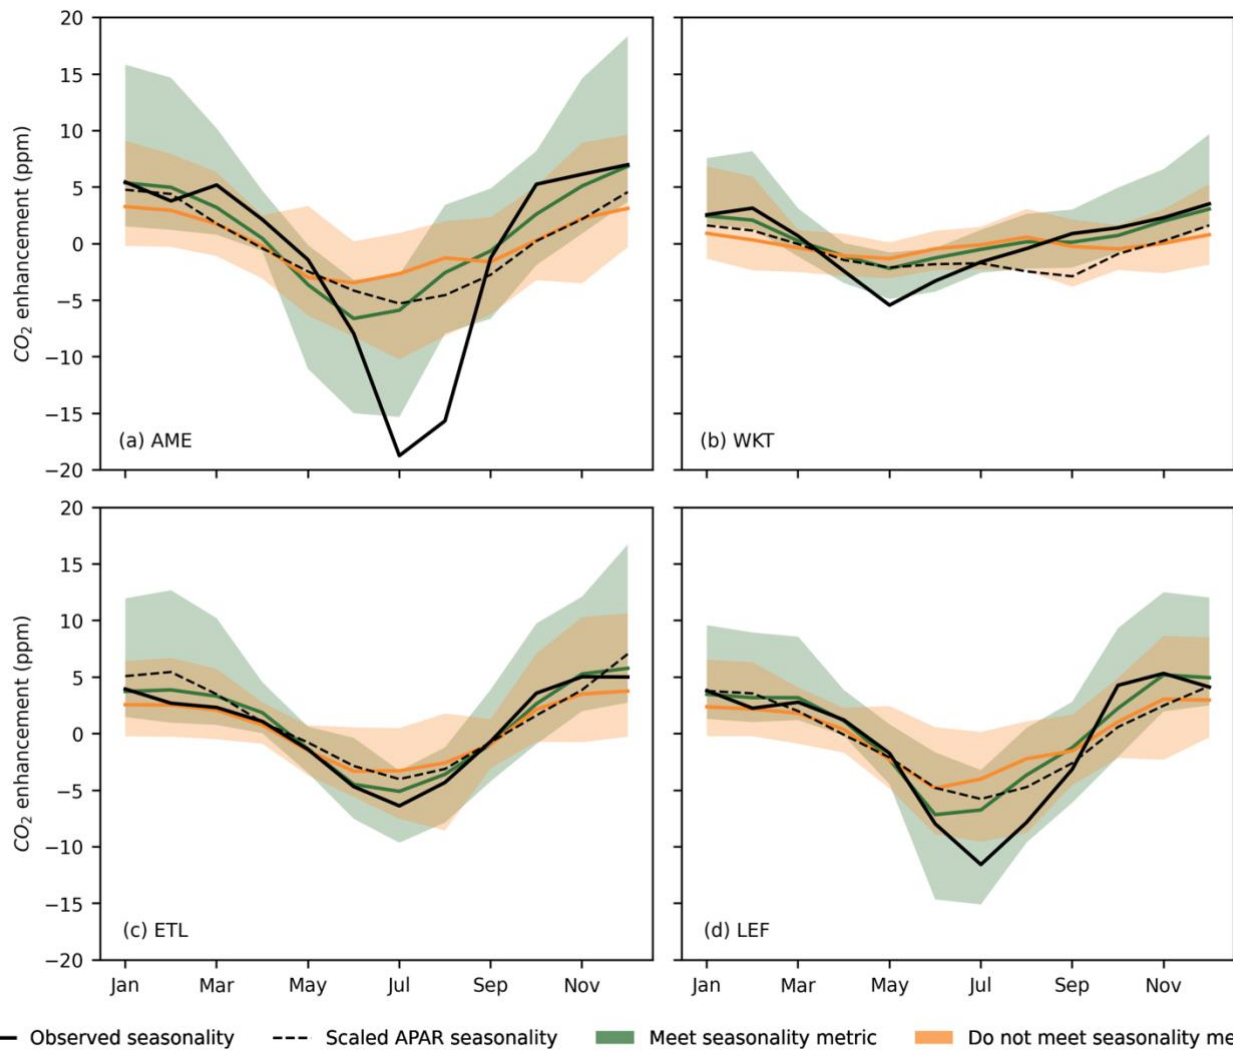 20
15
10
5
0
−5
−10
−15
−20
CO₂ enhancement (ppm)
(a) AME
(b) WKT
20
15
10
5
0
−5
−10
−15
−20
CO₂ enhancement (ppm)
(c) ETL
(d) LEF
Jan Mar May Jul Sep Nov
Jan Mar May Jul Sep Nov
Observed seasonality Scaled APAR seasonality Meet seasonality metric Do not meet seasonality me